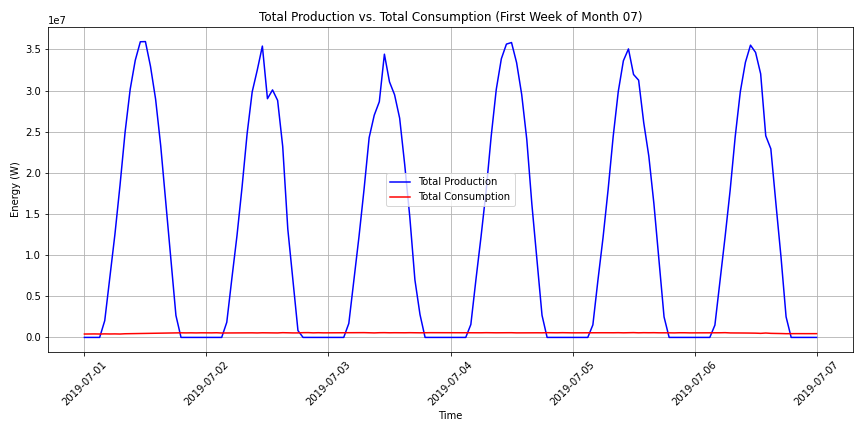 Total Production vs. Total Consumption (First Week of Month 07)
1e7
3.5
3.0
2.5
2.0
1.5
1.0
0.5
0.0
Energy (W)
Total Production
Total Consumption
2019-07-01
2019-07-02
2019-07-03
2019-07-04
2019-07-05
2019-07-06
2019-07-07
Time